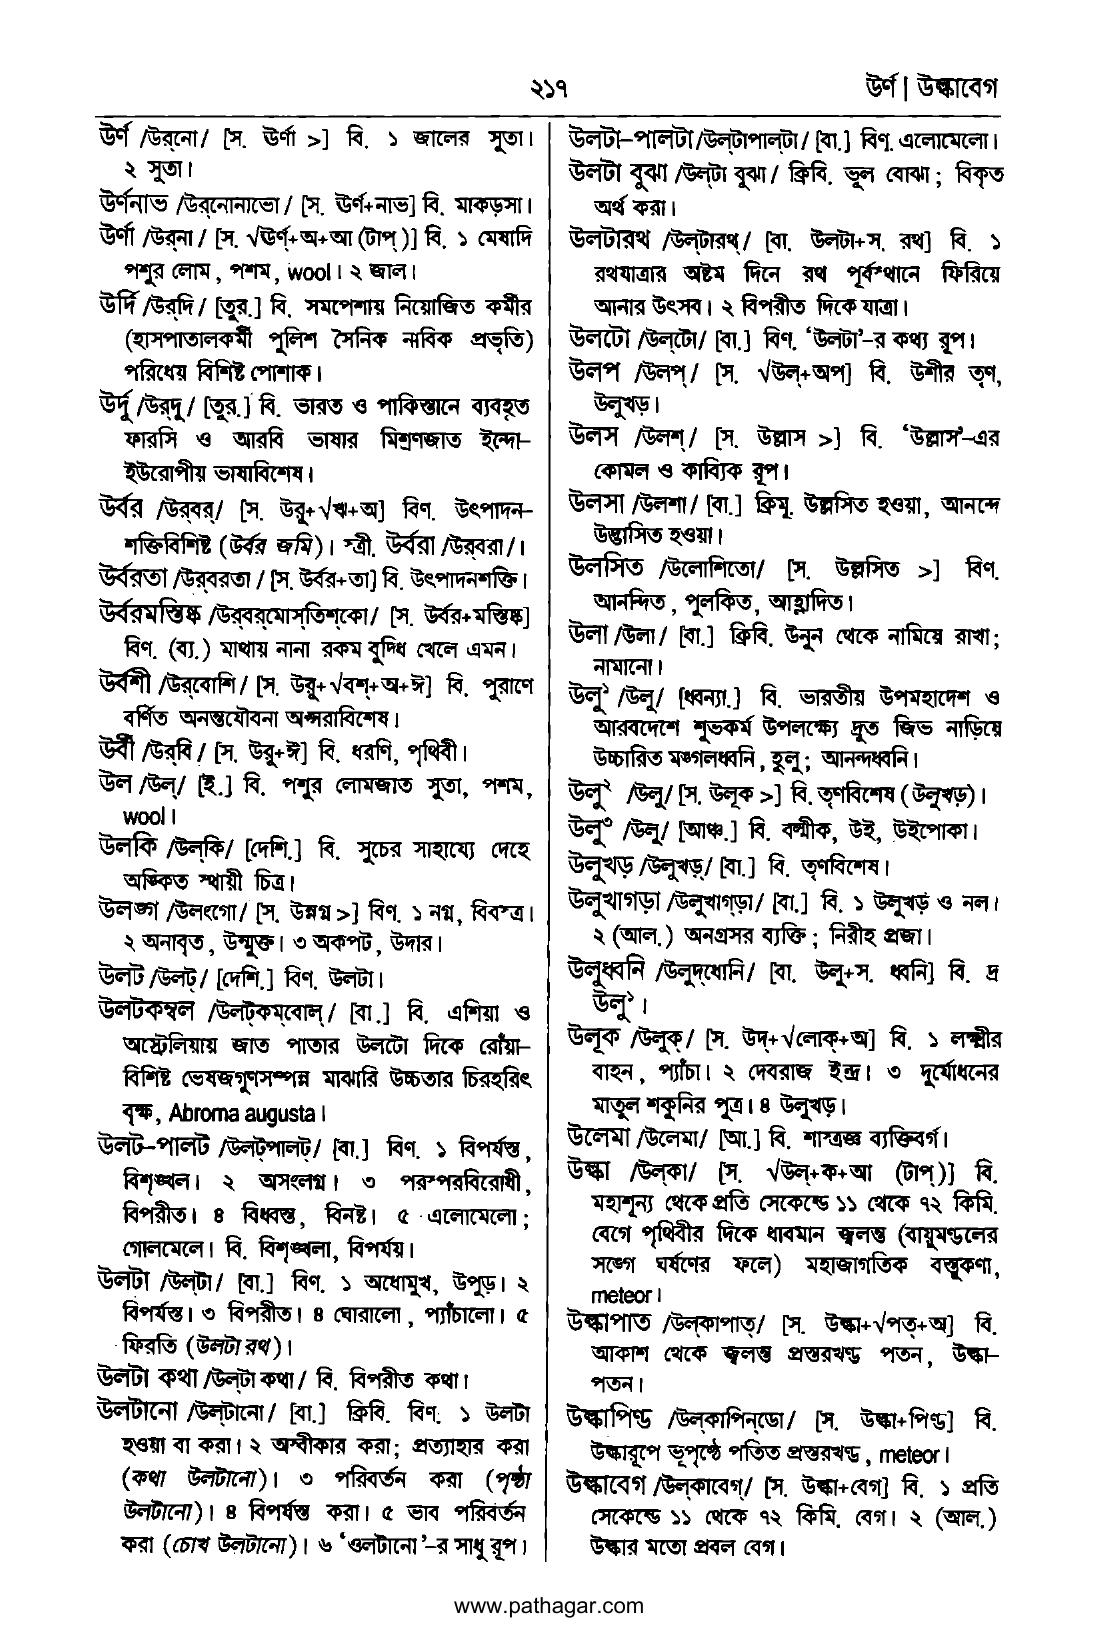 ২১৭
উর্ণ | উল্কাবেগ
উর্ণ /উর্‌নো/ [স. ঊর্ণা >] বি. ১ জালের সুতা।
২ সুতা।
উর্ণনাভ /উর্‌নোনাভো/ [স. ঊর্ণ+নাভ] বি. মাকড়সা।
উর্ণা /উর্‌না/ [স. √ঊর্ণ্‌+অ+আ (টাপ্‌)] বি. ১ মেষাদি
পশুর লোম, পশম, wool। ২ জাল।
উর্দি /উর্‌দি/ [তুর.] বি. সমপেশায় নিয়োজিত কর্মীর
(হাসপাতালকর্মী পুলিশ সৈনিক নাবিক প্রভৃতি)
পরিধেয় বিশিষ্ট পোশাক।
উর্দু /উর্‌দু/ [তুর.] বি. ভারত ও পাকিস্তানে ব্যবহৃত
ফারসি ও আরবি ভাষার মিশ্রণজাত ইন্দো-
ইউরোপীয় ভাষাবিশেষ।
উর্বর /উর্‌বর্‌/ [স. উরু+√ঋ+অ] বিণ. উৎপাদন-
শক্তিবিশিষ্ট (উর্বর জমি)। স্ত্রী. উর্বরা /উর্‌বরা/।
উর্বরতা /উর্‌বরতা/ [স. উর্বর+তা] বি. উৎপাদনশক্তি।
উর্বরমস্তিষ্ক /উর্‌বর্‌মোস্‌তিশ্‌কো/ [স. উর্বর+মস্তিষ্ক]
বিণ. (ব্য.) মাথায় নানা রকম বুদ্ধি খেলে এমন।
উর্বশী /উর্‌বোশি/ [স. উরু+√বশ্‌+অ+ঈ] বি. পুরাণে
বর্ণিত অনন্তযৌবনা অপ্সরাবিশেষ।
উর্বী /উর্‌বি/ [স. উরু+ঈ] বি. ধরণি, পৃথিবী।
উল /উল্‌/ [ই.] বি. পশুর লোমজাত সুতা, পশম,
wool।
উলকি /উল্‌কি/ [দেশি.] বি. সুচের সাহায্যে দেহে
অঙ্কিত স্থায়ী চিত্র।
উলঙ্গ /উলংগো/ [স. উন্নগ্ন >] বিণ. ১ নগ্ন, বিবস্ত্র।
২ অনাবৃত, উন্মুক্ত। ৩ অকপট, উদার।
উলট /উলট্‌/ [দেশি.] বিণ. উলটা।
উলটকম্বল /উলট্‌কম্‌বোল্‌/ [বা.] বি. এশিয়া ও
অস্ট্রেলিয়ায় জাত পাতার উলটো দিকে রোঁয়া-
বিশিষ্ট ভেষজগুণসম্পন্ন মাঝারি উচ্চতার চিরহরিৎ
বৃক্ষ, Abroma augusta।
উলট-পালট /উলট্‌পালট্‌/ [বা.] বিণ. ১ বিপর্যস্ত,
বিশৃঙ্খল। ২ অসংলগ্ন। ৩ পরস্পরবিরোধী,
বিপরীত। ৪ বিধ্বস্ত, বিনষ্ট। ৫ এলোমেলো;
গোলমেলে। বি. বিশৃঙ্খলা, বিপর্যয়।
উলটা /উল্‌টা/ [বা.] বিণ. ১ অধোমুখ, উপুড়। ২
বিপর্যস্ত। ৩ বিপরীত। ৪ ঘোরালো, প্যাঁচালো। ৫
ফিরতি (উলটা রথ)।
উলটা কথা /উল্‌টা কথা/ বি. বিপরীত কথা।
উলটানো /উল্‌টানো/ [বা.] ক্রিবি. বিণ. ১ উলটা
হওয়া বা করা। ২ অস্বীকার করা; প্রত্যাহার করা
(কথা উলটানো)। ৩ পরিবর্তন করা (পৃষ্ঠা
উলটানো)। ৪ বিপর্যস্ত করা। ৫ ভাব পরিবর্তন
করা (চোখ উলটানো)। ৬ ‘ওলটানো’-র সাধু রূপ।
উলটা-পালটা /উল্‌টাপাল্‌টা/ [বা.] বিণ. এলোমেলো।
উলটা বুঝা /উল্‌টা বুঝা/ ক্রিবি. ভুল বোঝা; বিকৃত
অর্থ করা।
উলটারথ /উল্‌টারথ্‌/ [বা. উলটা+স. রথ] বি. ১
রথযাত্রার অষ্টম দিনে রথ পূর্বস্থানে ফিরিয়ে
আনার উৎসব। ২ বিপরীত দিকে যাত্রা।
উলটো /উল্‌টো/ [বা.] বিণ. ‘উলটা’-র কথ্য রূপ।
উলপ /উলপ্‌/ [স. √উল্‌+অপ] বি. উশীর তৃণ,
উলুখড়।
উলস /উলশ্‌/ [স. উল্লাস >] বি. ‘উল্লাস’-এর
কোমল ও কাব্যিক রূপ।
উলসা /উলশা/ [বা.] ক্রিমূ. উল্লসিত হওয়া, আনন্দে
উদ্ভাসিত হওয়া।
উলসিত /উলোশিতো/ [স. উল্লসিত >] বিণ.
আনন্দিত, পুলকিত, আহ্লাদিত।
উলা /উলা/ [বা.] ক্রিবি. উনুন থেকে নামিয়ে রাখা;
নামানো।
উলু¹ /উলু/ [ধ্বন্যা.] বি. ভারতীয় উপমহাদেশ ও
আরবদেশে শুভকর্ম উপলক্ষ্যে দ্রুত জিভ নাড়িয়ে
উচ্চারিত মঙ্গলধ্বনি, হুলু; আনন্দধ্বনি।
উলু² /উলু/ [স. উলূক >] বি. তৃণবিশেষ (উলুখড়)।
উলু³ /উলু/ [আঞ্চ.] বি. বল্মীক, উই, উইপোকা।
উলুখড় /উলুখড়্‌/ [বা.] বি. তৃণবিশেষ।
উলুখাগড়া /উলুখাগ্‌ড়া/ [বা.] বি. ১ উলুখড় ও নল।
২ (আল.) অনগ্রসর ব্যক্তি; নিরীহ প্রজা।
উলুধ্বনি /উলুদ্‌ধোনি/ [বা. উলু+স. ধ্বনি] বি. দ্র
উলু¹।
উলূক /উলুক্‌/ [স. উদ্‌+√লোক্‌+অ] বি. ১ লক্ষ্মীর
বাহন, প্যাঁচা। ২ দেবরাজ ইন্দ্র। ৩ দুর্যোধনের
মাতুল শকুনির পুত্র। ৪ উলুখড়।
উলেমা /উলেমা/ [আ.] বি. শাস্ত্রজ্ঞ ব্যক্তিবর্গ।
উল্কা /উল্‌কা/ [স. √উল্‌+ক+আ (টাপ্‌)] বি.
মহাশূন্য থেকে প্রতি সেকেন্ডে ১১ থেকে ৭২ কিমি.
বেগে পৃথিবীর দিকে ধাবমান জ্বলন্ত (বায়ুমণ্ডলের
সঙ্গে ঘর্ষণের ফলে) মহাজাগতিক বস্তুকণা,
meteor।
উল্কাপাত /উল্‌কাপাত্‌/ [স. উল্কা+√পত্‌+অ] বি.
আকাশ থেকে জ্বলন্ত প্রস্তরখণ্ড পতন, উল্কা-
পতন।
উল্কাপিণ্ড /উল্‌কাপিন্‌ডো/ [স. উল্কা+পিণ্ড] বি.
উল্কারূপে ভূপৃষ্ঠে পতিত প্রস্তরখণ্ড, meteor।
উল্কাবেগ /উল্‌কাবেগ্‌/ [স. উল্কা+বেগ] বি. ১ প্রতি
সেকেন্ডে ১১ থেকে ৭২ কিমি. বেগ। ২ (আল.)
উল্কার মতো প্রবল বেগ।
www.pathagar.com